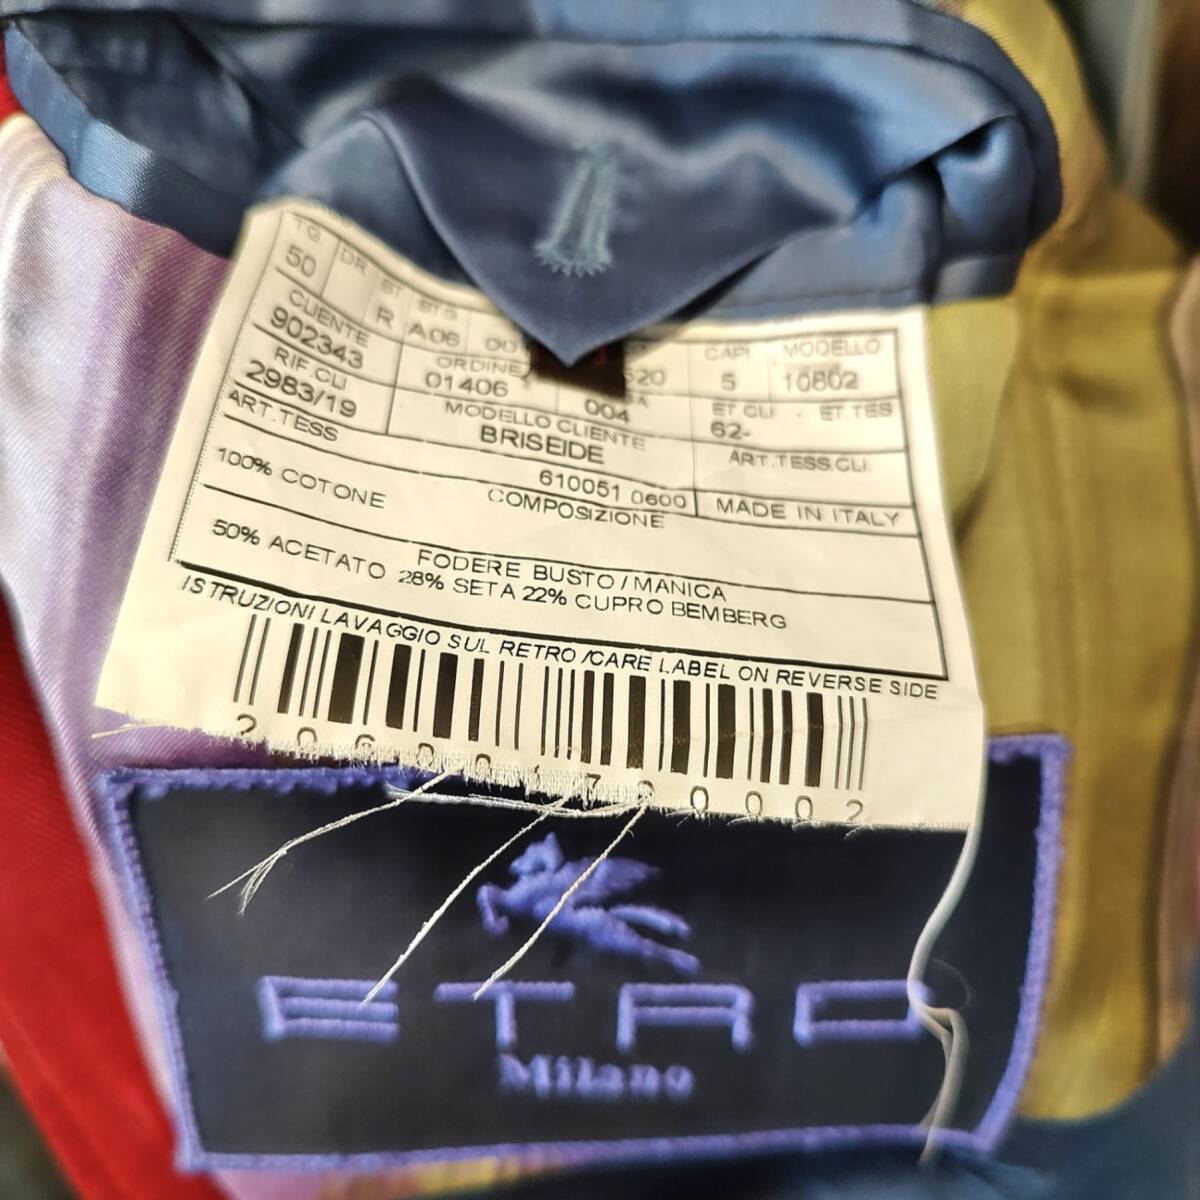 TG DR ST STG CAPI MODELLO
50 R A06 00 520 5 10802
CLIENTE ORDINE ET CLI - ET.TES
902343 01406 004 62-
RIF.CLI MODELLO CLIENTE ART.TESS.CLI.
2983/19 BRISEIDE
ART.TESS 610051 0600 MADE IN ITALY
COMPOSIZIONE
100% COTONE
FODERE BUSTO / MANICA
50% ACETATO 28% SETA 22% CUPRO BEMBERG
ISTRUZIONI LAVAGGIO SUL RETRO /CARE LABEL ON REVERSE SIDE
ETRO
Milano